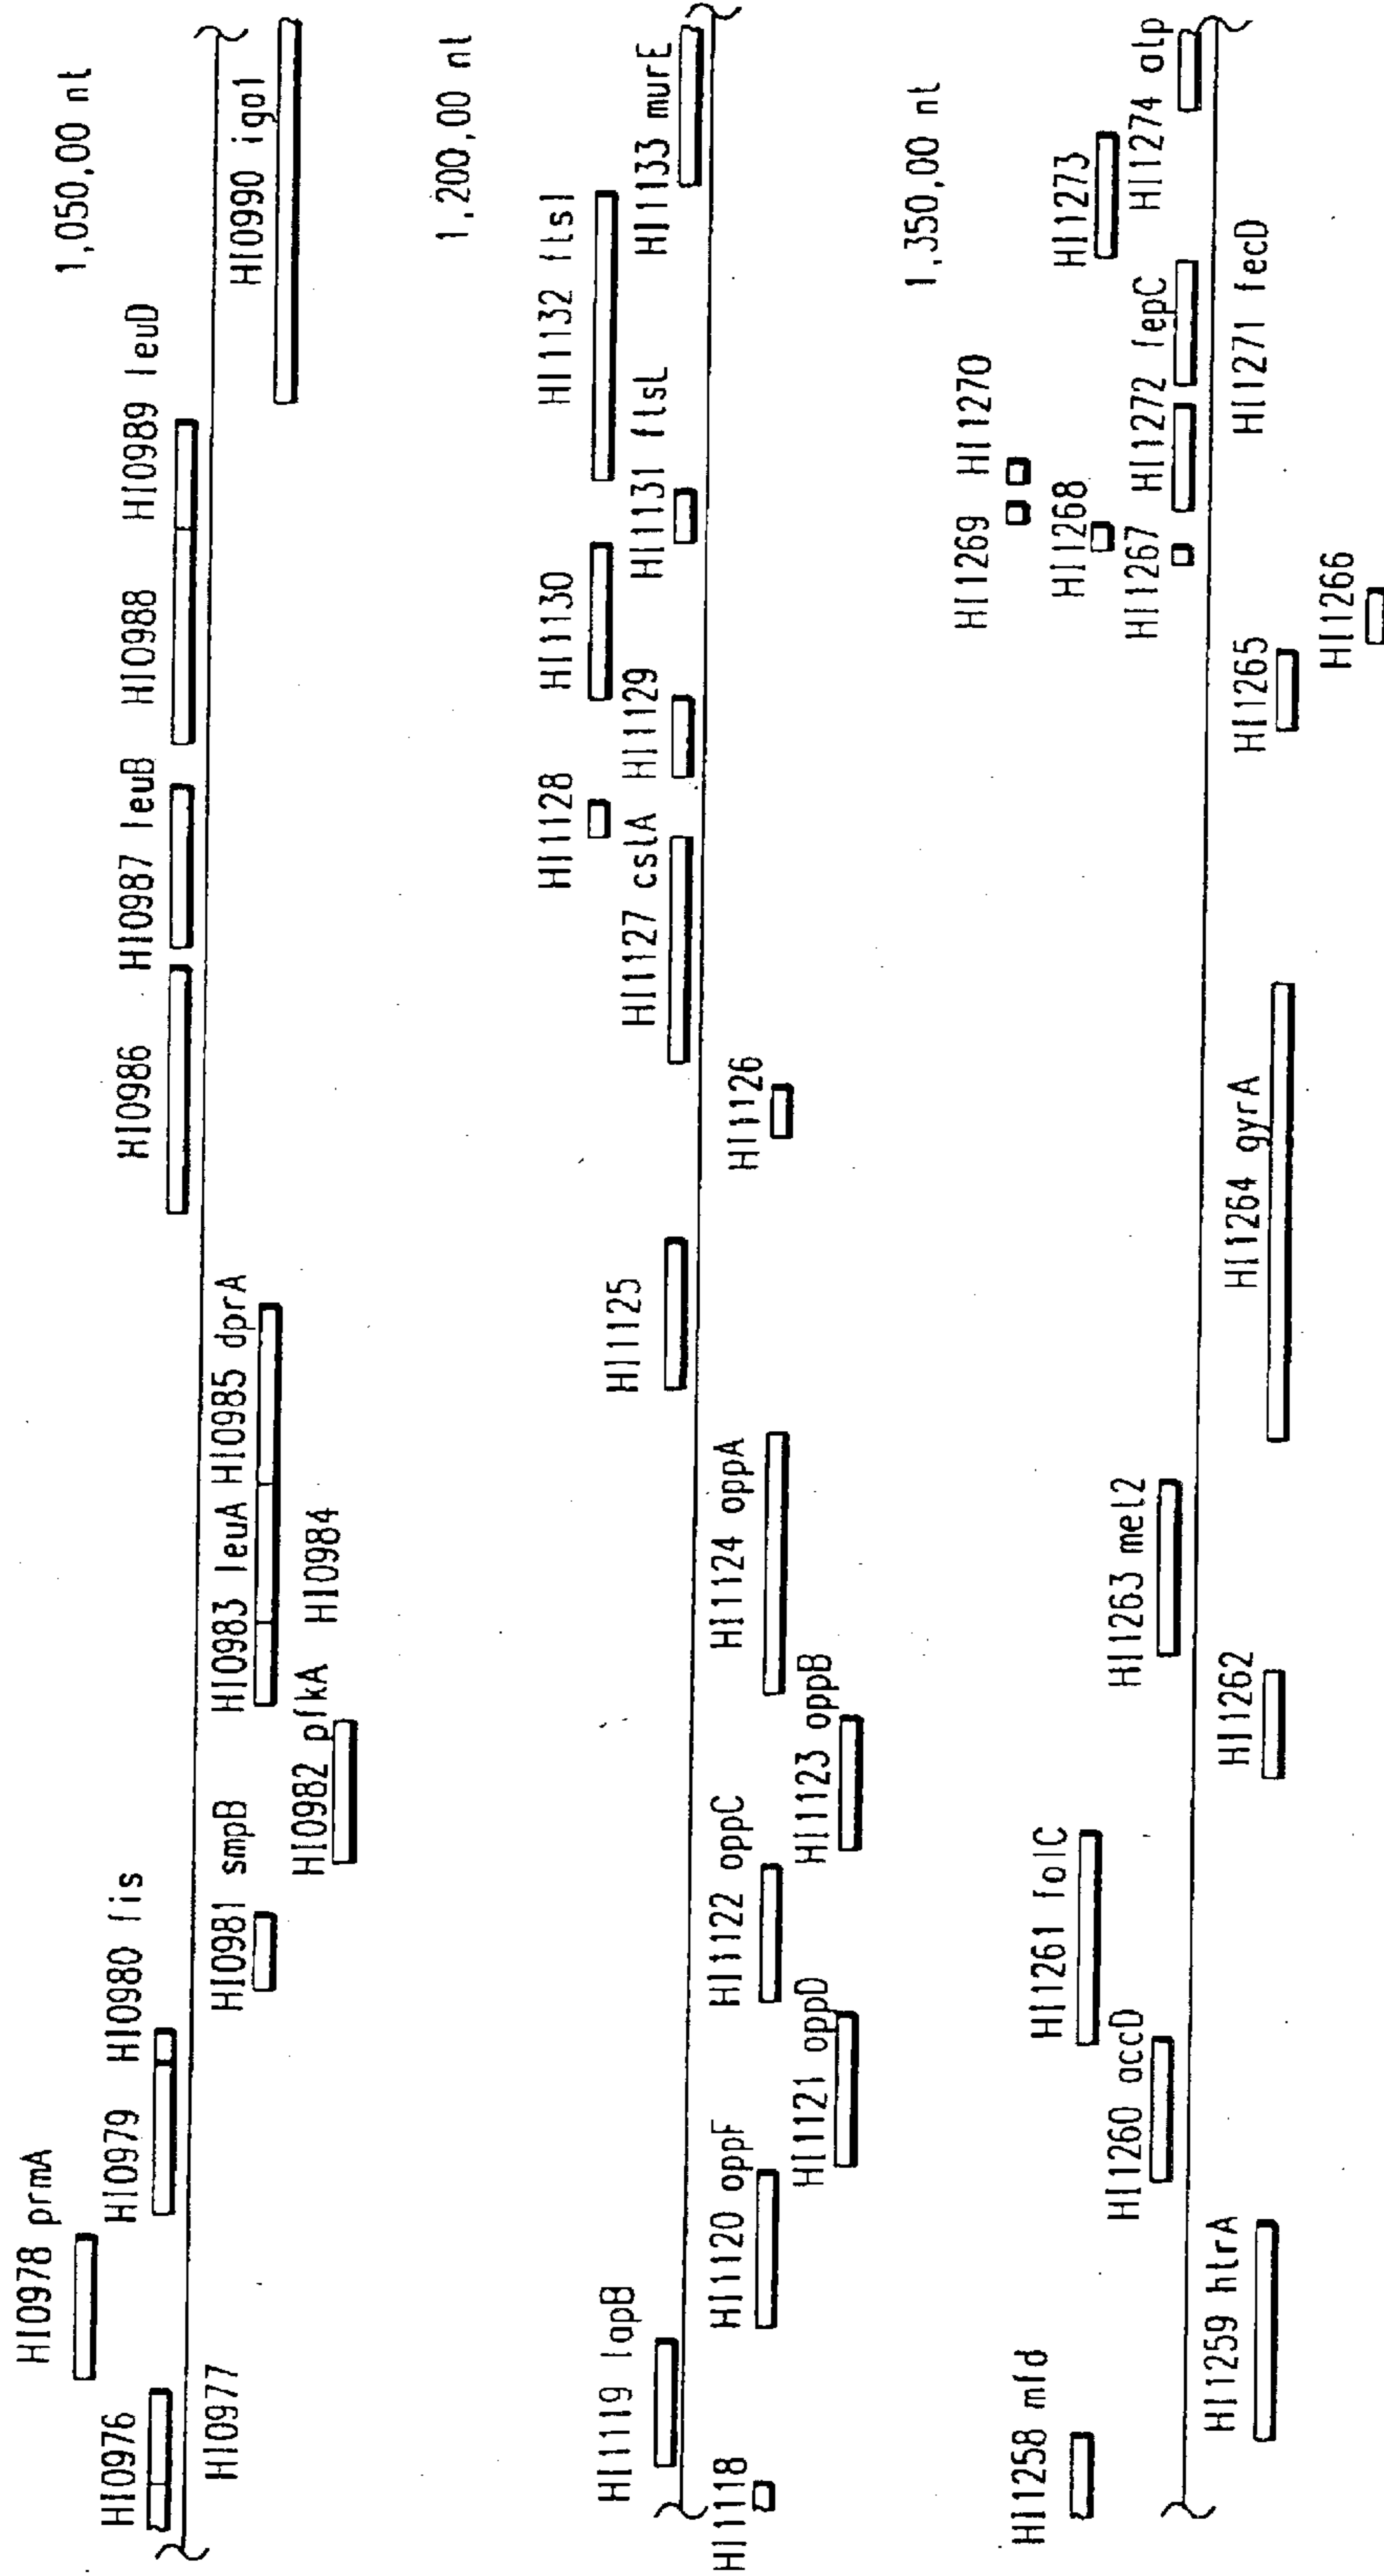 1,050,00 nt
HI0976
HI0977
HI0978 prmA
HI0979
HI0980 fis
HI0981 smpB
HI0982 pfkA
HI0983 leuA
HI0984
HI0985 dprA
HI0986
HI0987 leuB
HI0988
HI0989 leuD
HI0990 iga1
1,200,00 nt
HI1118
HI1119 lapB
HI1120 oppF
HI1121 oppD
HI1122 oppC
HI1123 oppB
HI1124 oppA
HI1125
HI1126
HI1127 cstA
HI1128
HI1129
HI1130
HI1131 ftsL
HI1132 ftsI
HI1133 murE
1,350,00 nt
HI1258 mfd
HI1259 htrA
HI1260 accD
HI1261 folC
HI1262
HI1263 met2
HI1264 gyrA
HI1265
HI1266
HI1267
HI1268
HI1269
HI1270
HI1271 fecD
HI1272 fepC
HI1273
HI1274 atp